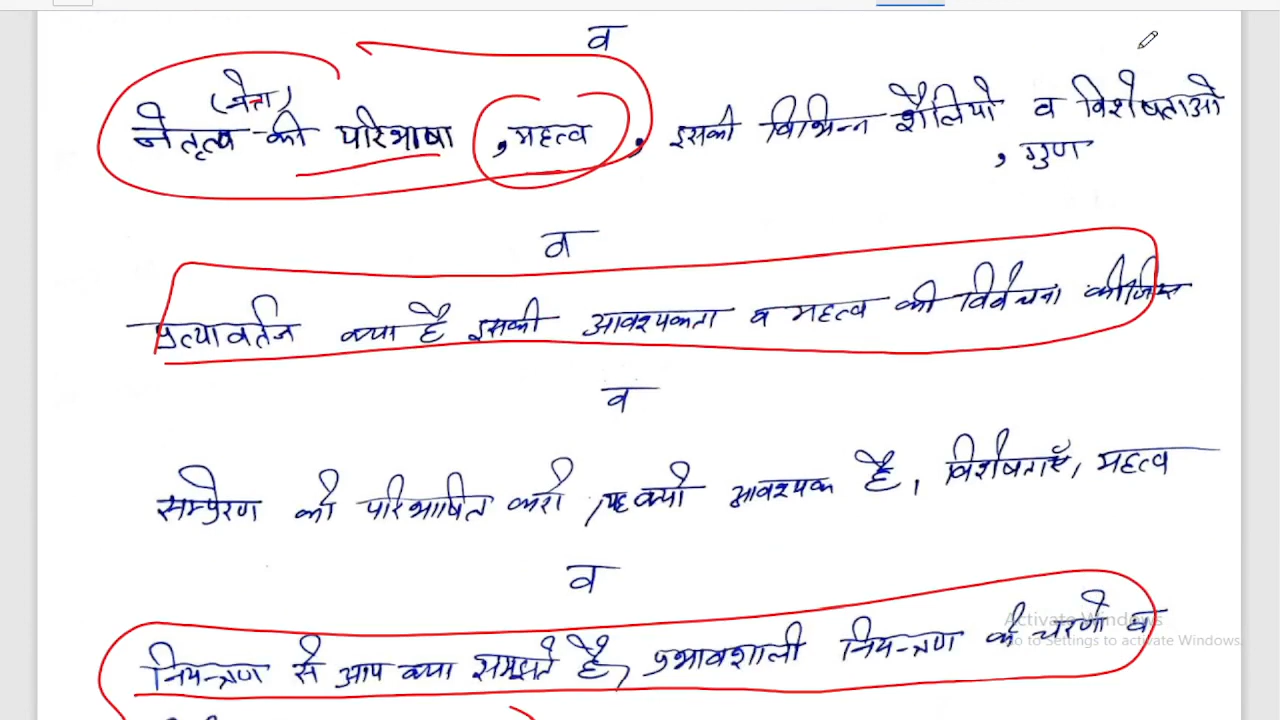 व
(नेता)
नेतृत्व की परिभाषा , महत्व , इसकी विभिन्न शैलियो व विशेषताओ
, गुण
व
प्रत्यावर्तन क्या है इसकी आवश्यकता व महत्व की विवेचना कीजिए
व
सम्प्रेरण को परिभाषित करो, यह क्यो आवश्यक है, विशेषताएँ, महत्व
व
नियन्त्रण से आप क्या समझते है, प्रभावशाली नियन्त्रण के चरणो व
Activate Windows
Go to Settings to activate Windows.